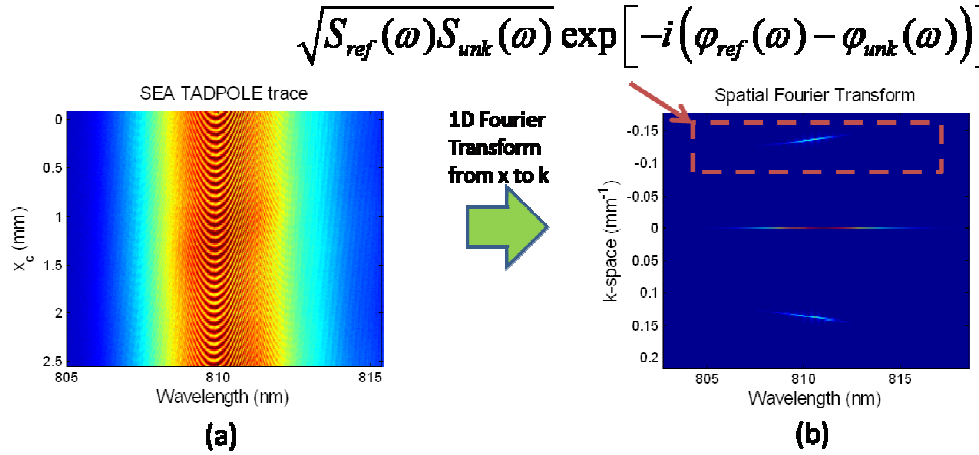 √S_ref(ω)S_unk(ω) exp[-i(φ_ref(ω) - φ_unk(ω))]
SEA TADPOLE trace
0
0.5
1
1.5
2
2.5
x_c (mm)
805
810
815
Wavelength (nm)
(a)
1D Fourier
Transform
from x to k
Spatial Fourier Transform
-0.15
-0.1
-0.05
0
0.05
0.1
0.15
0.2
k-space (mm⁻¹)
805
810
815
Wavelength (nm)
(b)